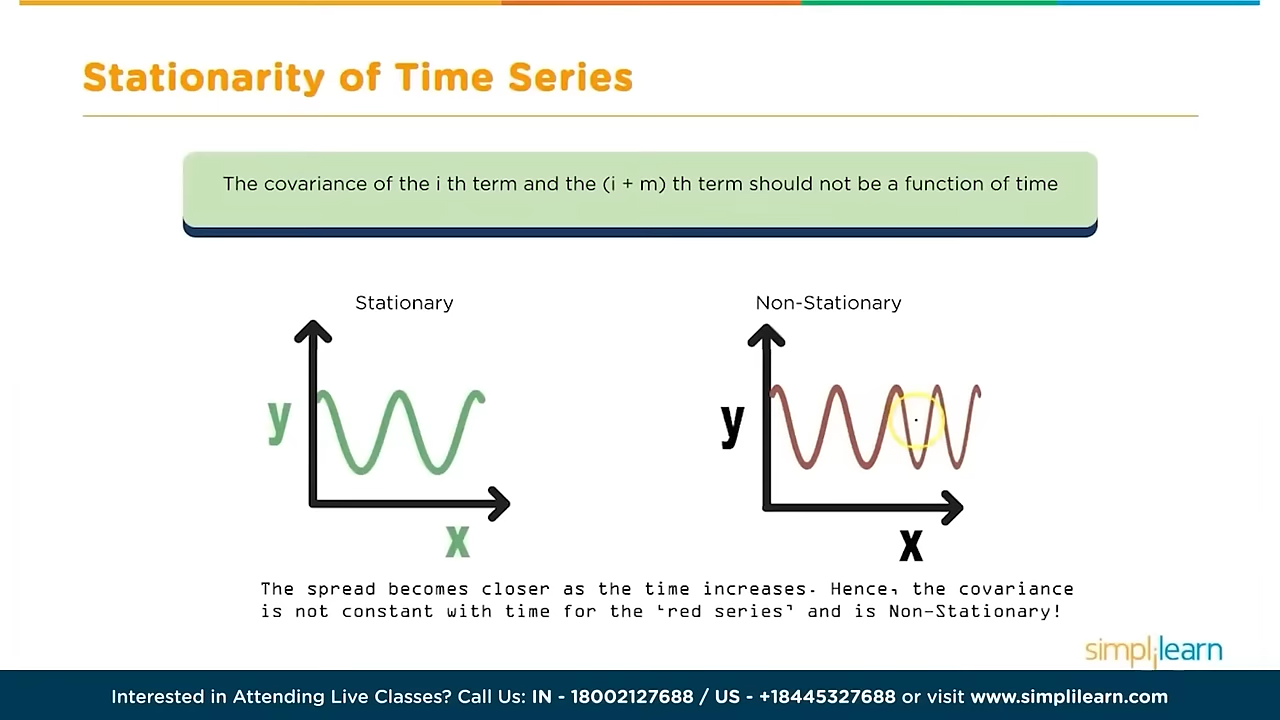 Stationarity of Time Series
The covariance of the i th term and the (i + m) th term should not be a function of time
Stationary
Non-Stationary
y
x
y
x
The spread becomes closer as the time increases. Hence, the covariance
is not constant with time for the ‘red series’ and is Non-Stationary!
simplilearn
Interested in Attending Live Classes? Call Us: IN - 18002127688 / US - +18445327688 or visit www.simplilearn.com